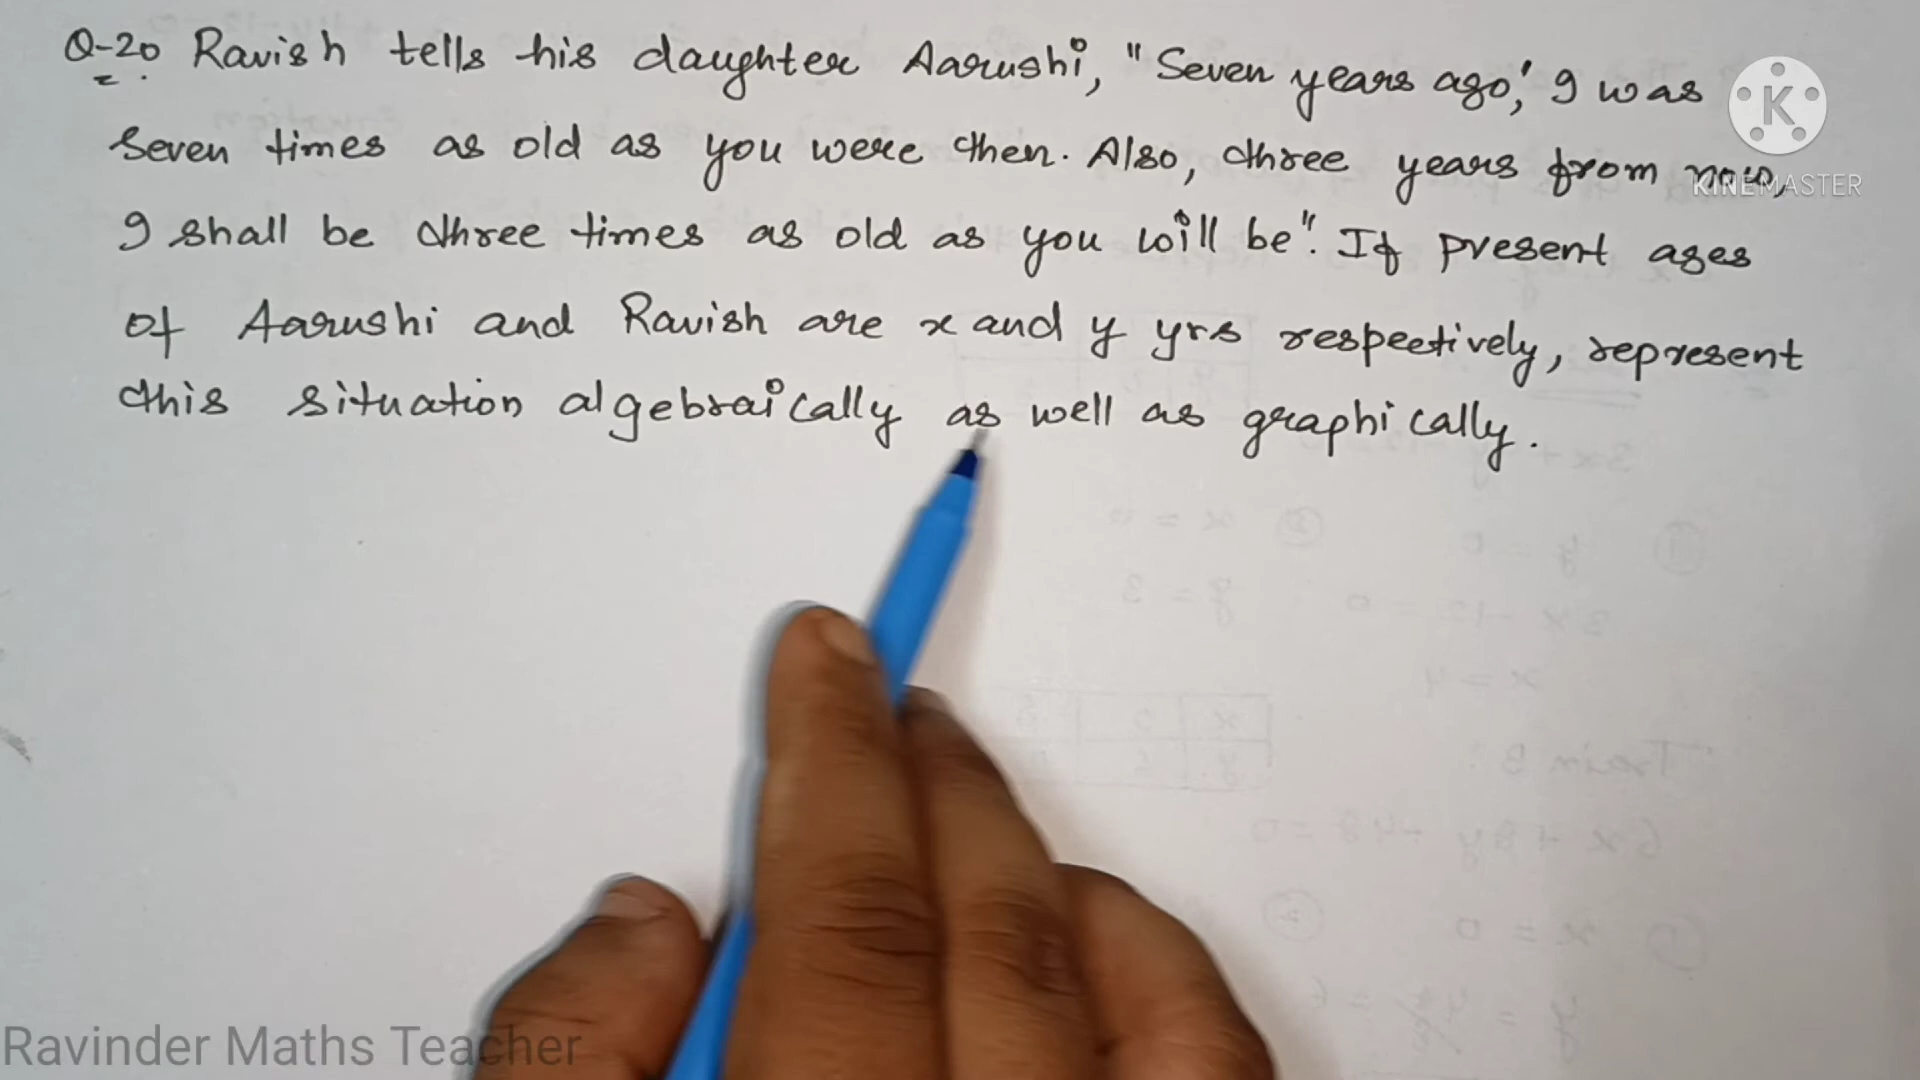 Q-20 Ravish tells his daughter Aarushi, "Seven years ago, I was
Seven times as old as you were then. Also, three years from now,
I shall be three times as old as you will be". If present ages
of Aarushi and Ravish are x and y yrs respectively, represent
this situation algebraically as well as graphically.
K
KINEMASTER
Ravinder Maths Teacher